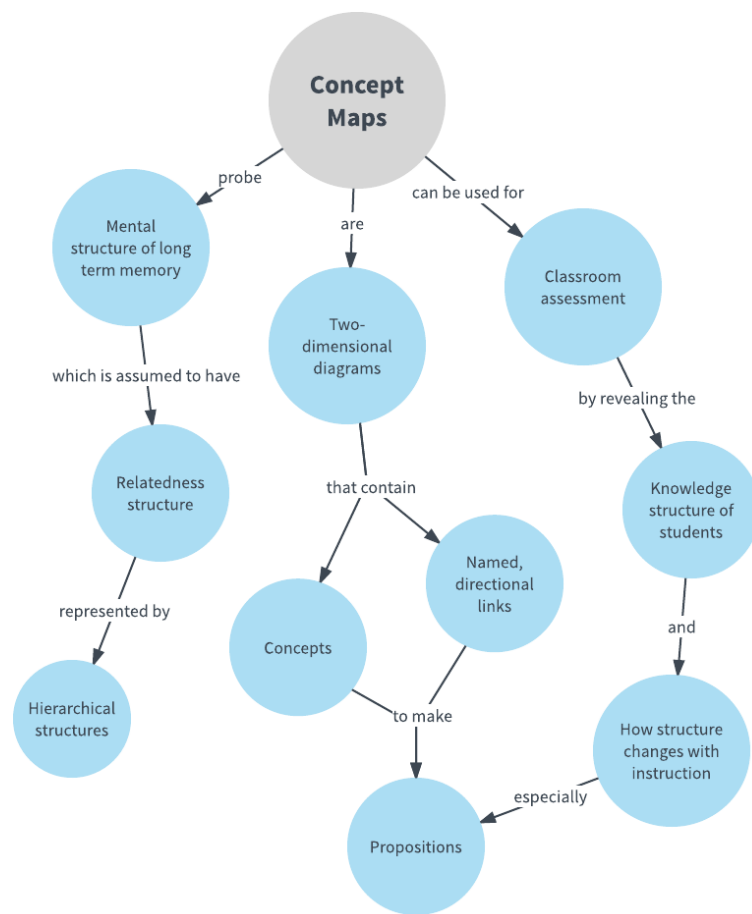 Concept
Maps
probe
are
can be used for
Mental
structure of long
term memory
Two-
dimensional
diagrams
Classroom
assessment
which is assumed to have
by revealing the
Relatedness
structure
that contain
Knowledge
structure of
students
represented by
Concepts
Named,
directional
links
and
Hierarchical
structures
to make
How structure
changes with
instruction
especially
Propositions